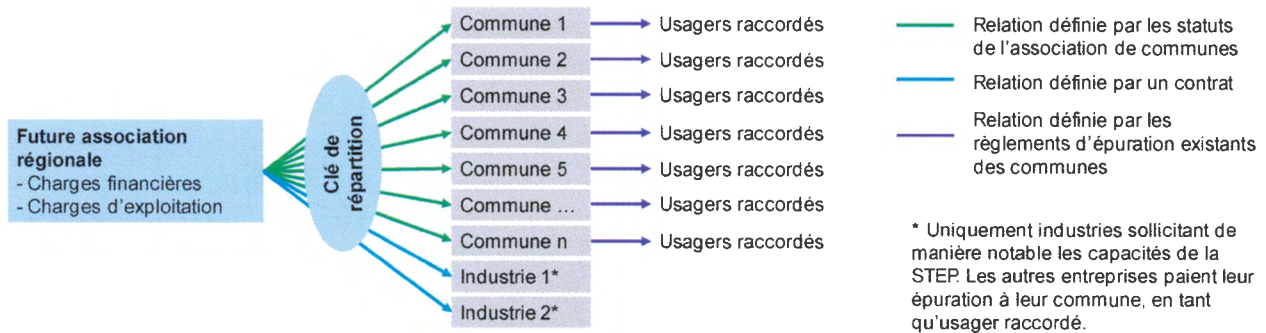 Future association
régionale
- Charges financières
- Charges d'exploitation
Clé de
répartition
Commune 1
Usagers raccordés
Commune 2
Usagers raccordés
Commune 3
Usagers raccordés
Commune 4
Usagers raccordés
Commune 5
Usagers raccordés
Commune ...
Usagers raccordés
Commune n
Usagers raccordés
Industrie 1*
Industrie 2*
Relation définie par les statuts
de l'association de communes
Relation définie par un contrat
Relation définie par les
règlements d'épuration existants
des communes
* Uniquement industries sollicitant de
manière notable les capacités de la
STEP. Les autres entreprises paient leur
épuration à leur commune, en tant
qu'usager raccordé.